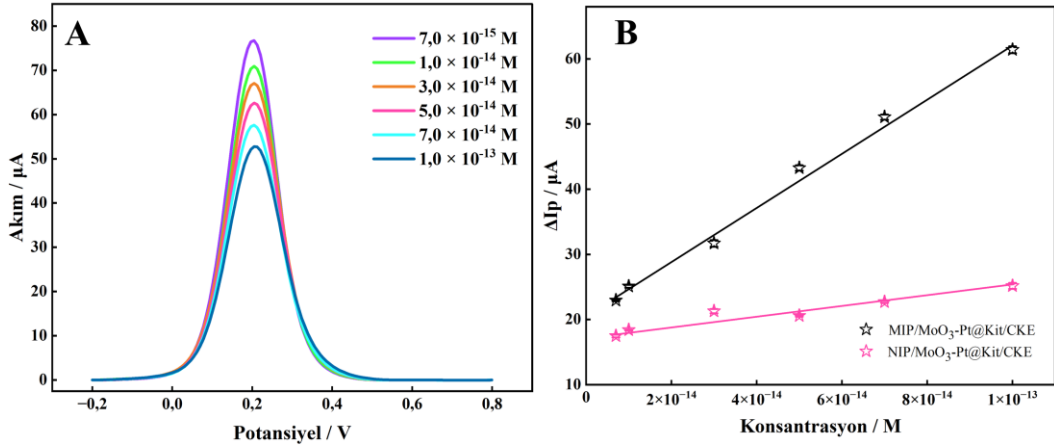 A
80
70
60
50
40
30
20
10
0
−0,2
0,0
0,2
0,4
0,6
0,8
Akım / µA
Potansiyel / V
7,0 × 10⁻¹⁵ M
1,0 × 10⁻¹⁴ M
3,0 × 10⁻¹⁴ M
5,0 × 10⁻¹⁴ M
7,0 × 10⁻¹⁴ M
1,0 × 10⁻¹³ M
B
60
50
40
30
20
10
0
2×10⁻¹⁴
4×10⁻¹⁴
6×10⁻¹⁴
8×10⁻¹⁴
1×10⁻¹³
ΔIp / µA
Konsantrasyon / M
MIP/MoO₃-Pt@Kit/CKE
NIP/MoO₃-Pt@Kit/CKE